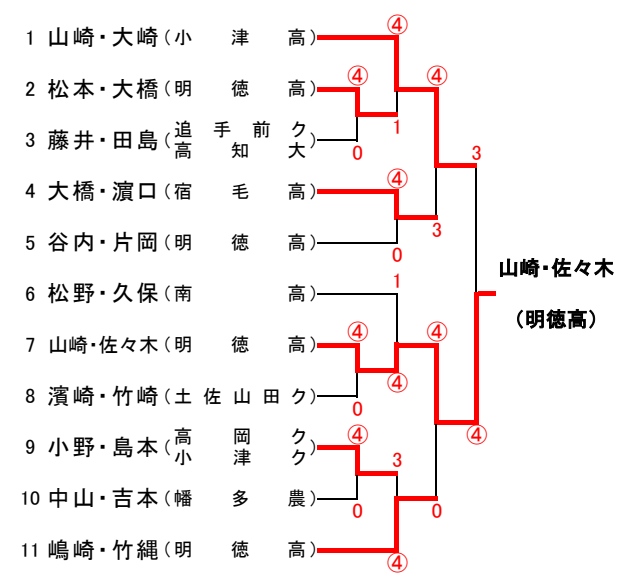 ④
1 山崎・大崎(小 津 高)
④ ④
2 松本・大橋(明 徳 高)
1
3 藤井・田島(追手前ク 高知大)
0 3
④
4 大橋・濵口(宿 毛 高)
3
5 谷内・片岡(明 徳 高)
0
山崎・佐々木
1
6 松野・久保(南 高)
(明徳高)
④ ④
7 山崎・佐々木(明 徳 高)
④
8 濱崎・竹崎(土佐山田ク)
0
④ ④
9 小野・島本(高岡ク 小津ク)
3
10 中山・吉本(幡 多 農)
0 0
11 嶋崎・竹縄(明 徳 高)
④